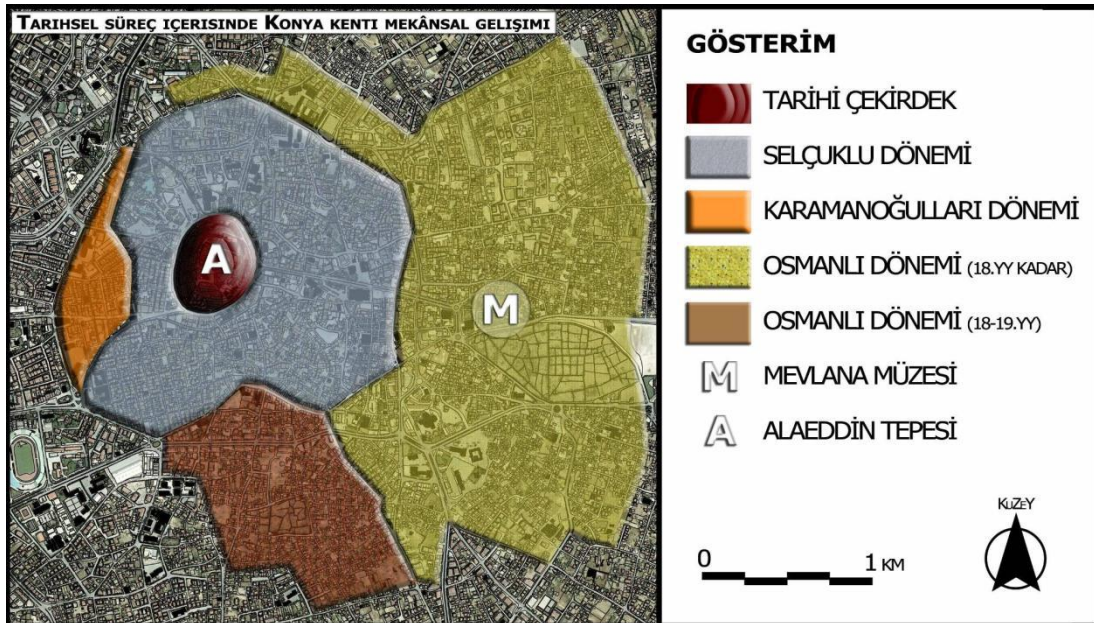 TARIHSEL SÜREÇ IÇERISINDE KONYA KENTI MEKÂNSAL GELIŞIMI
A
M
GÖSTERİM
TARİHİ ÇEKİRDEK
SELÇUKLU DÖNEMİ
KARAMANOĞULLARI DÖNEMİ
OSMANLI DÖNEMİ (18.YY KADAR)
OSMANLI DÖNEMİ (18-19.YY)
M MEVLANA MÜZESİ
A ALAEDDİN TEPESİ
0 1 KM
KUZEY